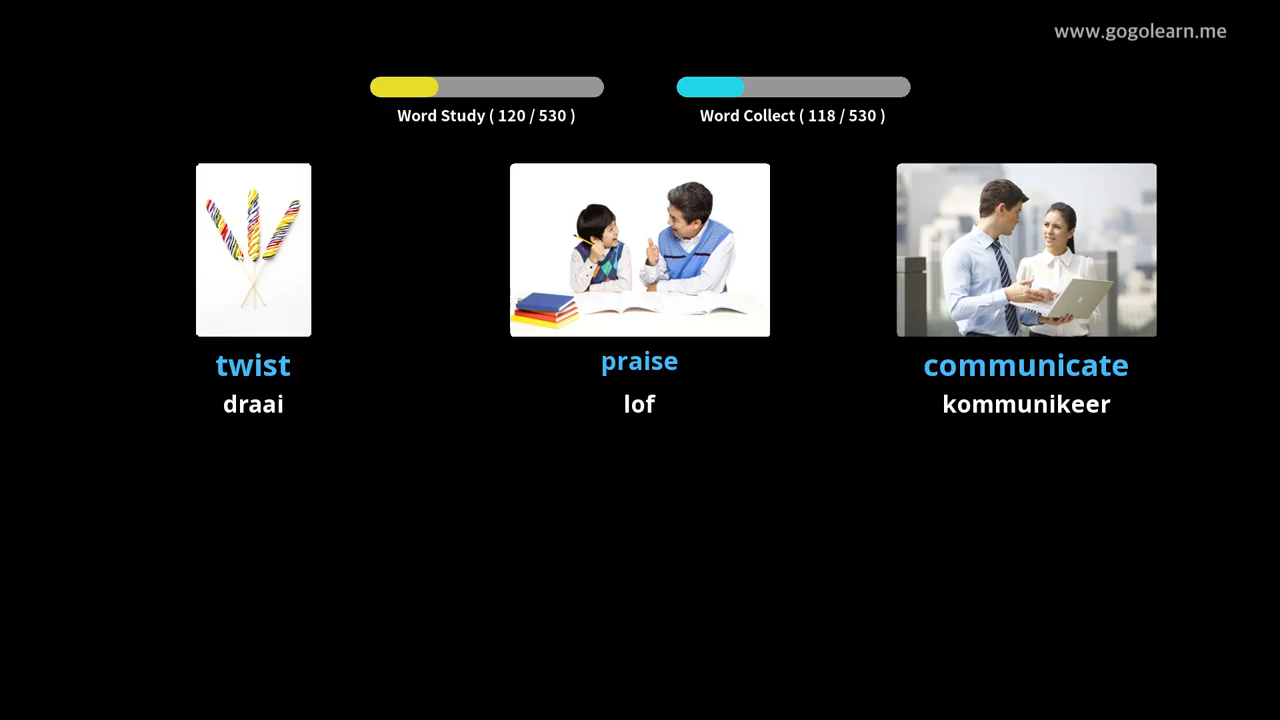 www.gogolearn.me
Word Study ( 120 / 530 )
Word Collect ( 118 / 530 )
twist
praise
communicate
draai
lof
kommunikeer